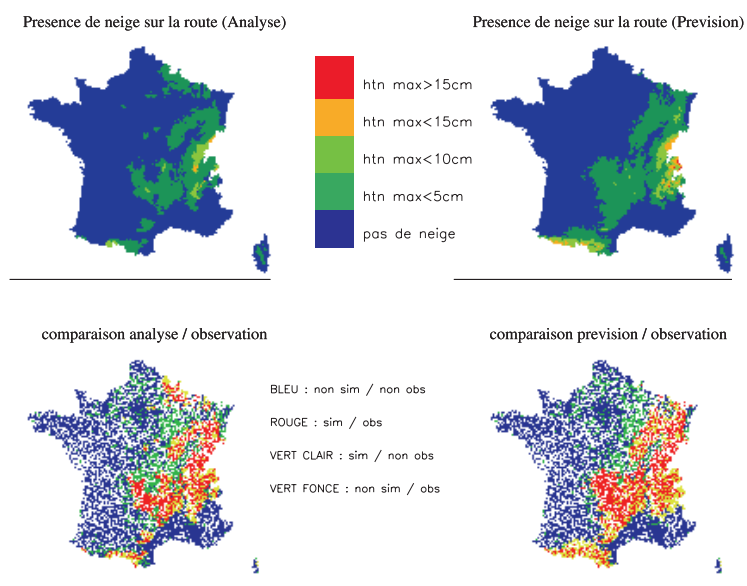 Presence de neige sur la route (Analyse)
Presence de neige sur la route (Prevision)
htn max>15cm
htn max<15cm
htn max<10cm
htn max<5cm
pas de neige
comparaison analyse / observation
comparaison prevision / observation
BLEU : non sim / non obs
ROUGE : sim / obs
VERT CLAIR : sim / non obs
VERT FONCE : non sim / obs